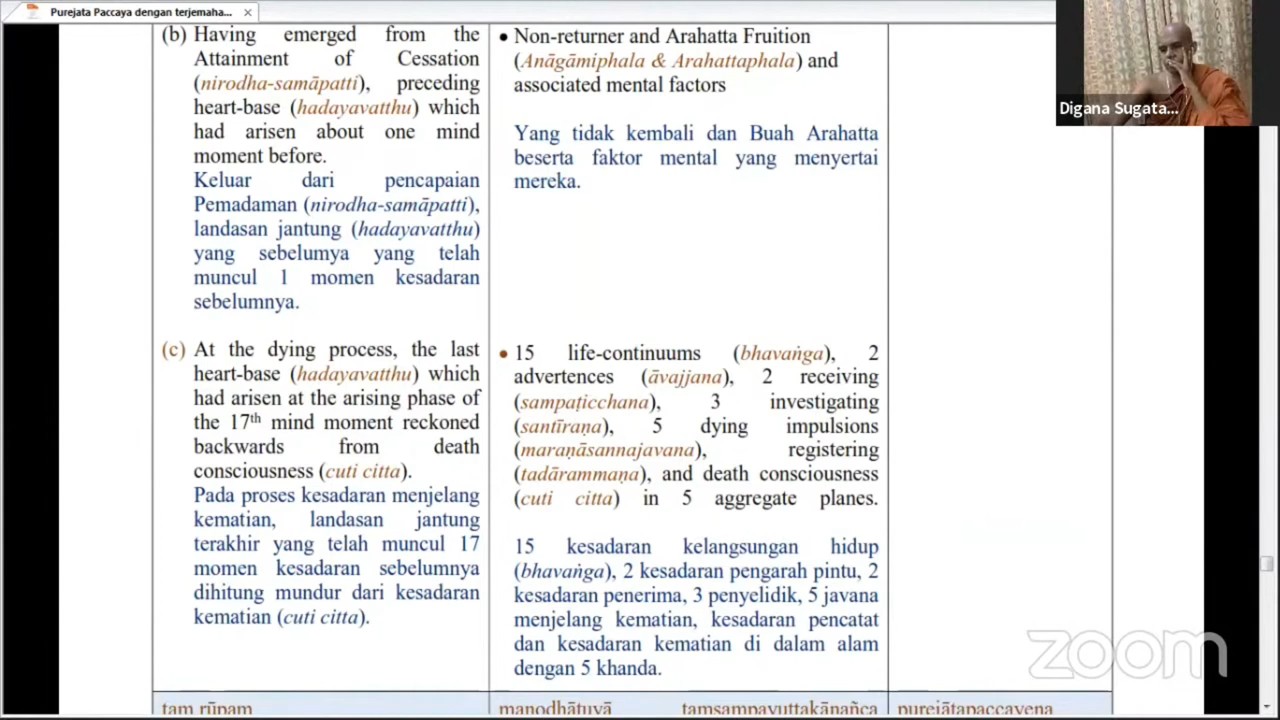 Purejata Paccaya dengan terjemaha...
(b) Having emerged from the
Attainment of Cessation
(nirodha-samāpatti), preceding
heart-base (hadayavatthu) which
had arisen about one mind
moment before.
Keluar dari pencapaian
Pemadaman (nirodha-samāpatti),
landasan jantung (hadayavatthu)
yang sebelumya yang telah
muncul 1 momen kesadaran
sebelumnya.
• Non-returner and Arahatta Fruition
(Anāgāmiphala & Arahattaphala) and
associated mental factors
Yang tidak kembali dan Buah Arahatta
beserta faktor mental yang menyertai
mereka.
Digana Sugata...
(c) At the dying process, the last
heart-base (hadayavatthu) which
had arisen at the arising phase of
the 17th mind moment reckoned
backwards from death
consciousness (cuti citta).
Pada proses kesadaran menjelang
kematian, landasan jantung
terakhir yang telah muncul 17
momen kesadaran sebelumnya
dihitung mundur dari kesadaran
kematian (cuti citta).
• 15 life-continuums (bhavaṅga), 2
advertences (āvajjana), 2 receiving
(sampaṭicchana), 3 investigating
(santīraṇa), 5 dying impulsions
(maraṇāsannajavana), registering
(tadārammaṇa), and death consciousness
(cuti citta) in 5 aggregate planes.
15 kesadaran kelangsungan hidup
(bhavaṅga), 2 kesadaran pengarah pintu, 2
kesadaran penerima, 3 penyelidik, 5 javana
menjelang kematian, kesadaran pencatat
dan kesadaran kematian di dalam alam
dengan 5 khanda.
zoom
taṃ rūpaṃ
manodhātuyā taṃsampayuttakānañca
purejātapaccayena